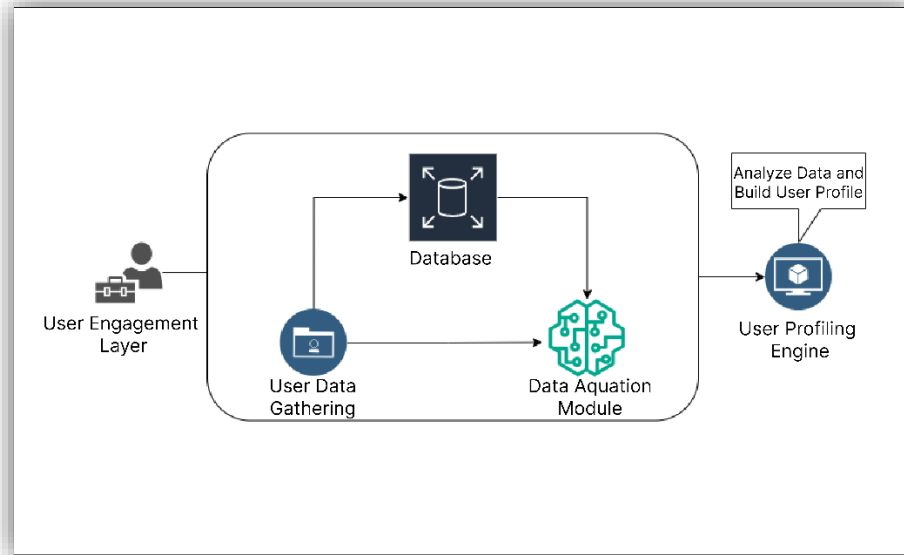 Analyze Data and
Build User Profile
Database
User Engagement
Layer
User Profiling
Engine
User Data
Gathering
Data Aquation
Module